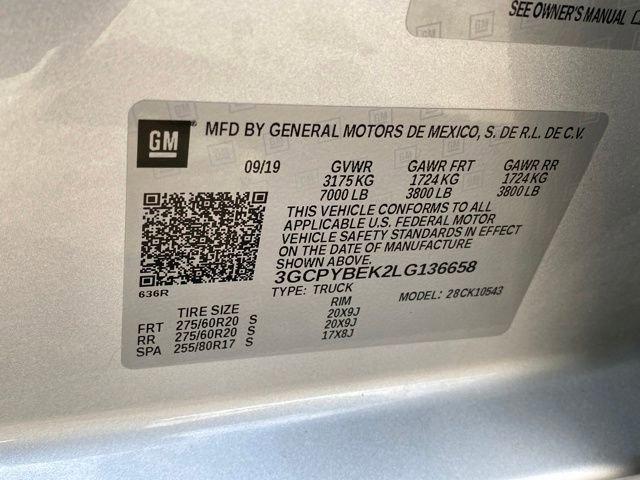 SEE OWNER'S MANUAL
GM
GM ® MFD BY GENERAL MOTORS DE MEXICO, S. DE R.L. DE C.V.
09/19 GVWR GAWR FRT GAWR RR
3175 KG 1724 KG 1724 KG
7000 LB 3800 LB 3800 LB
THIS VEHICLE CONFORMS TO ALL
APPLICABLE U.S. FEDERAL MOTOR
VEHICLE SAFETY STANDARDS IN EFFECT
ON THE DATE OF MANUFACTURE
SHOWN ABOVE.
3GCPYBEK2LG136658
636R
TYPE: TRUCK MODEL: 28CK10543
TIRE SIZE RIM
FRT 275/60R20 S 20X9J
RR 275/60R20 S 20X9J
SPA 255/80R17 S 17X8J